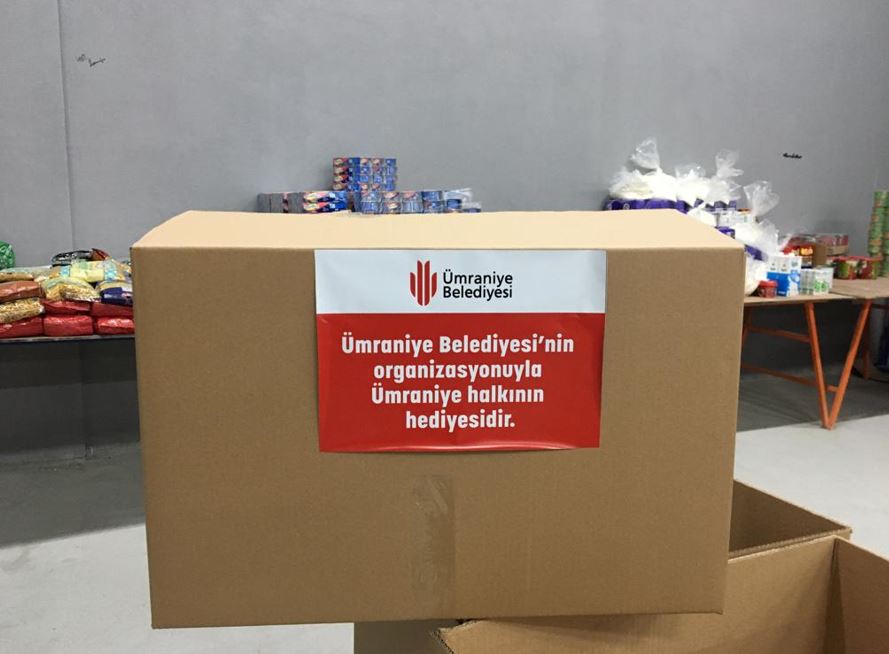 Ümraniye
Belediyesi
Ümraniye Belediyesi'nin
organizasyonuyla
Ümraniye halkının
hediyesidir.